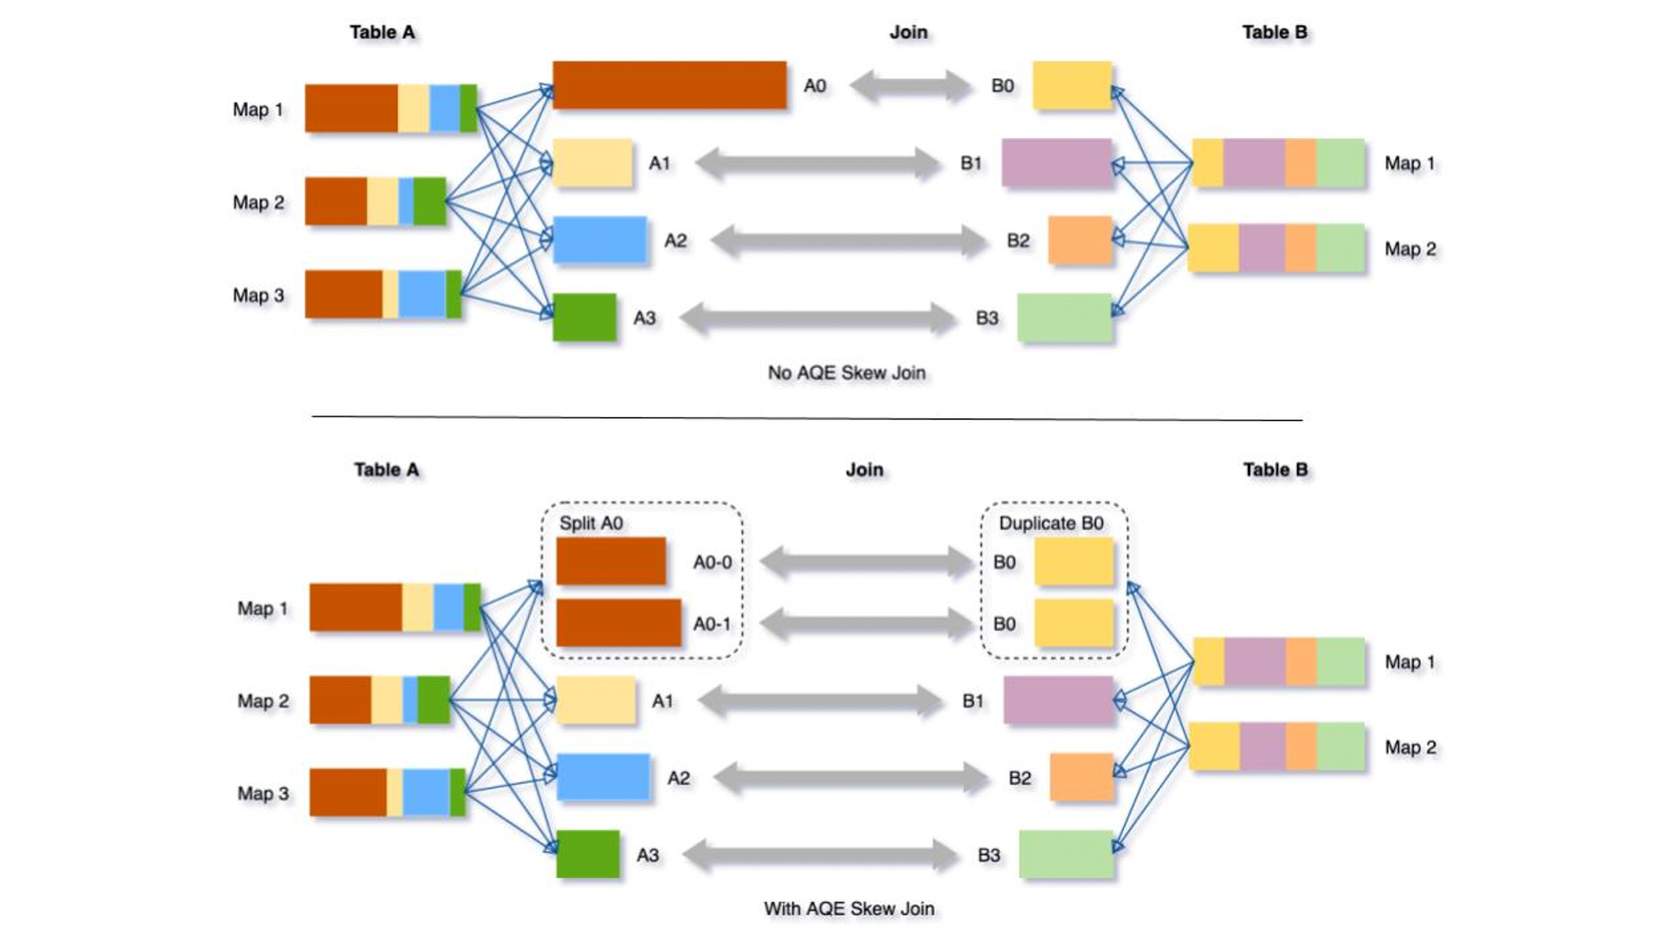 Table A
Join
Table B
Map 1
A0
B0
A1
B1
Map 1
Map 2
A2
B2
Map 2
Map 3
A3
B3
No AQE Skew Join
Table A
Join
Table B
Split A0
Duplicate B0
A0-0
B0
Map 1
A0-1
B0
Map 1
Map 2
A1
B1
Map 2
A2
B2
Map 3
A3
B3
With AQE Skew Join